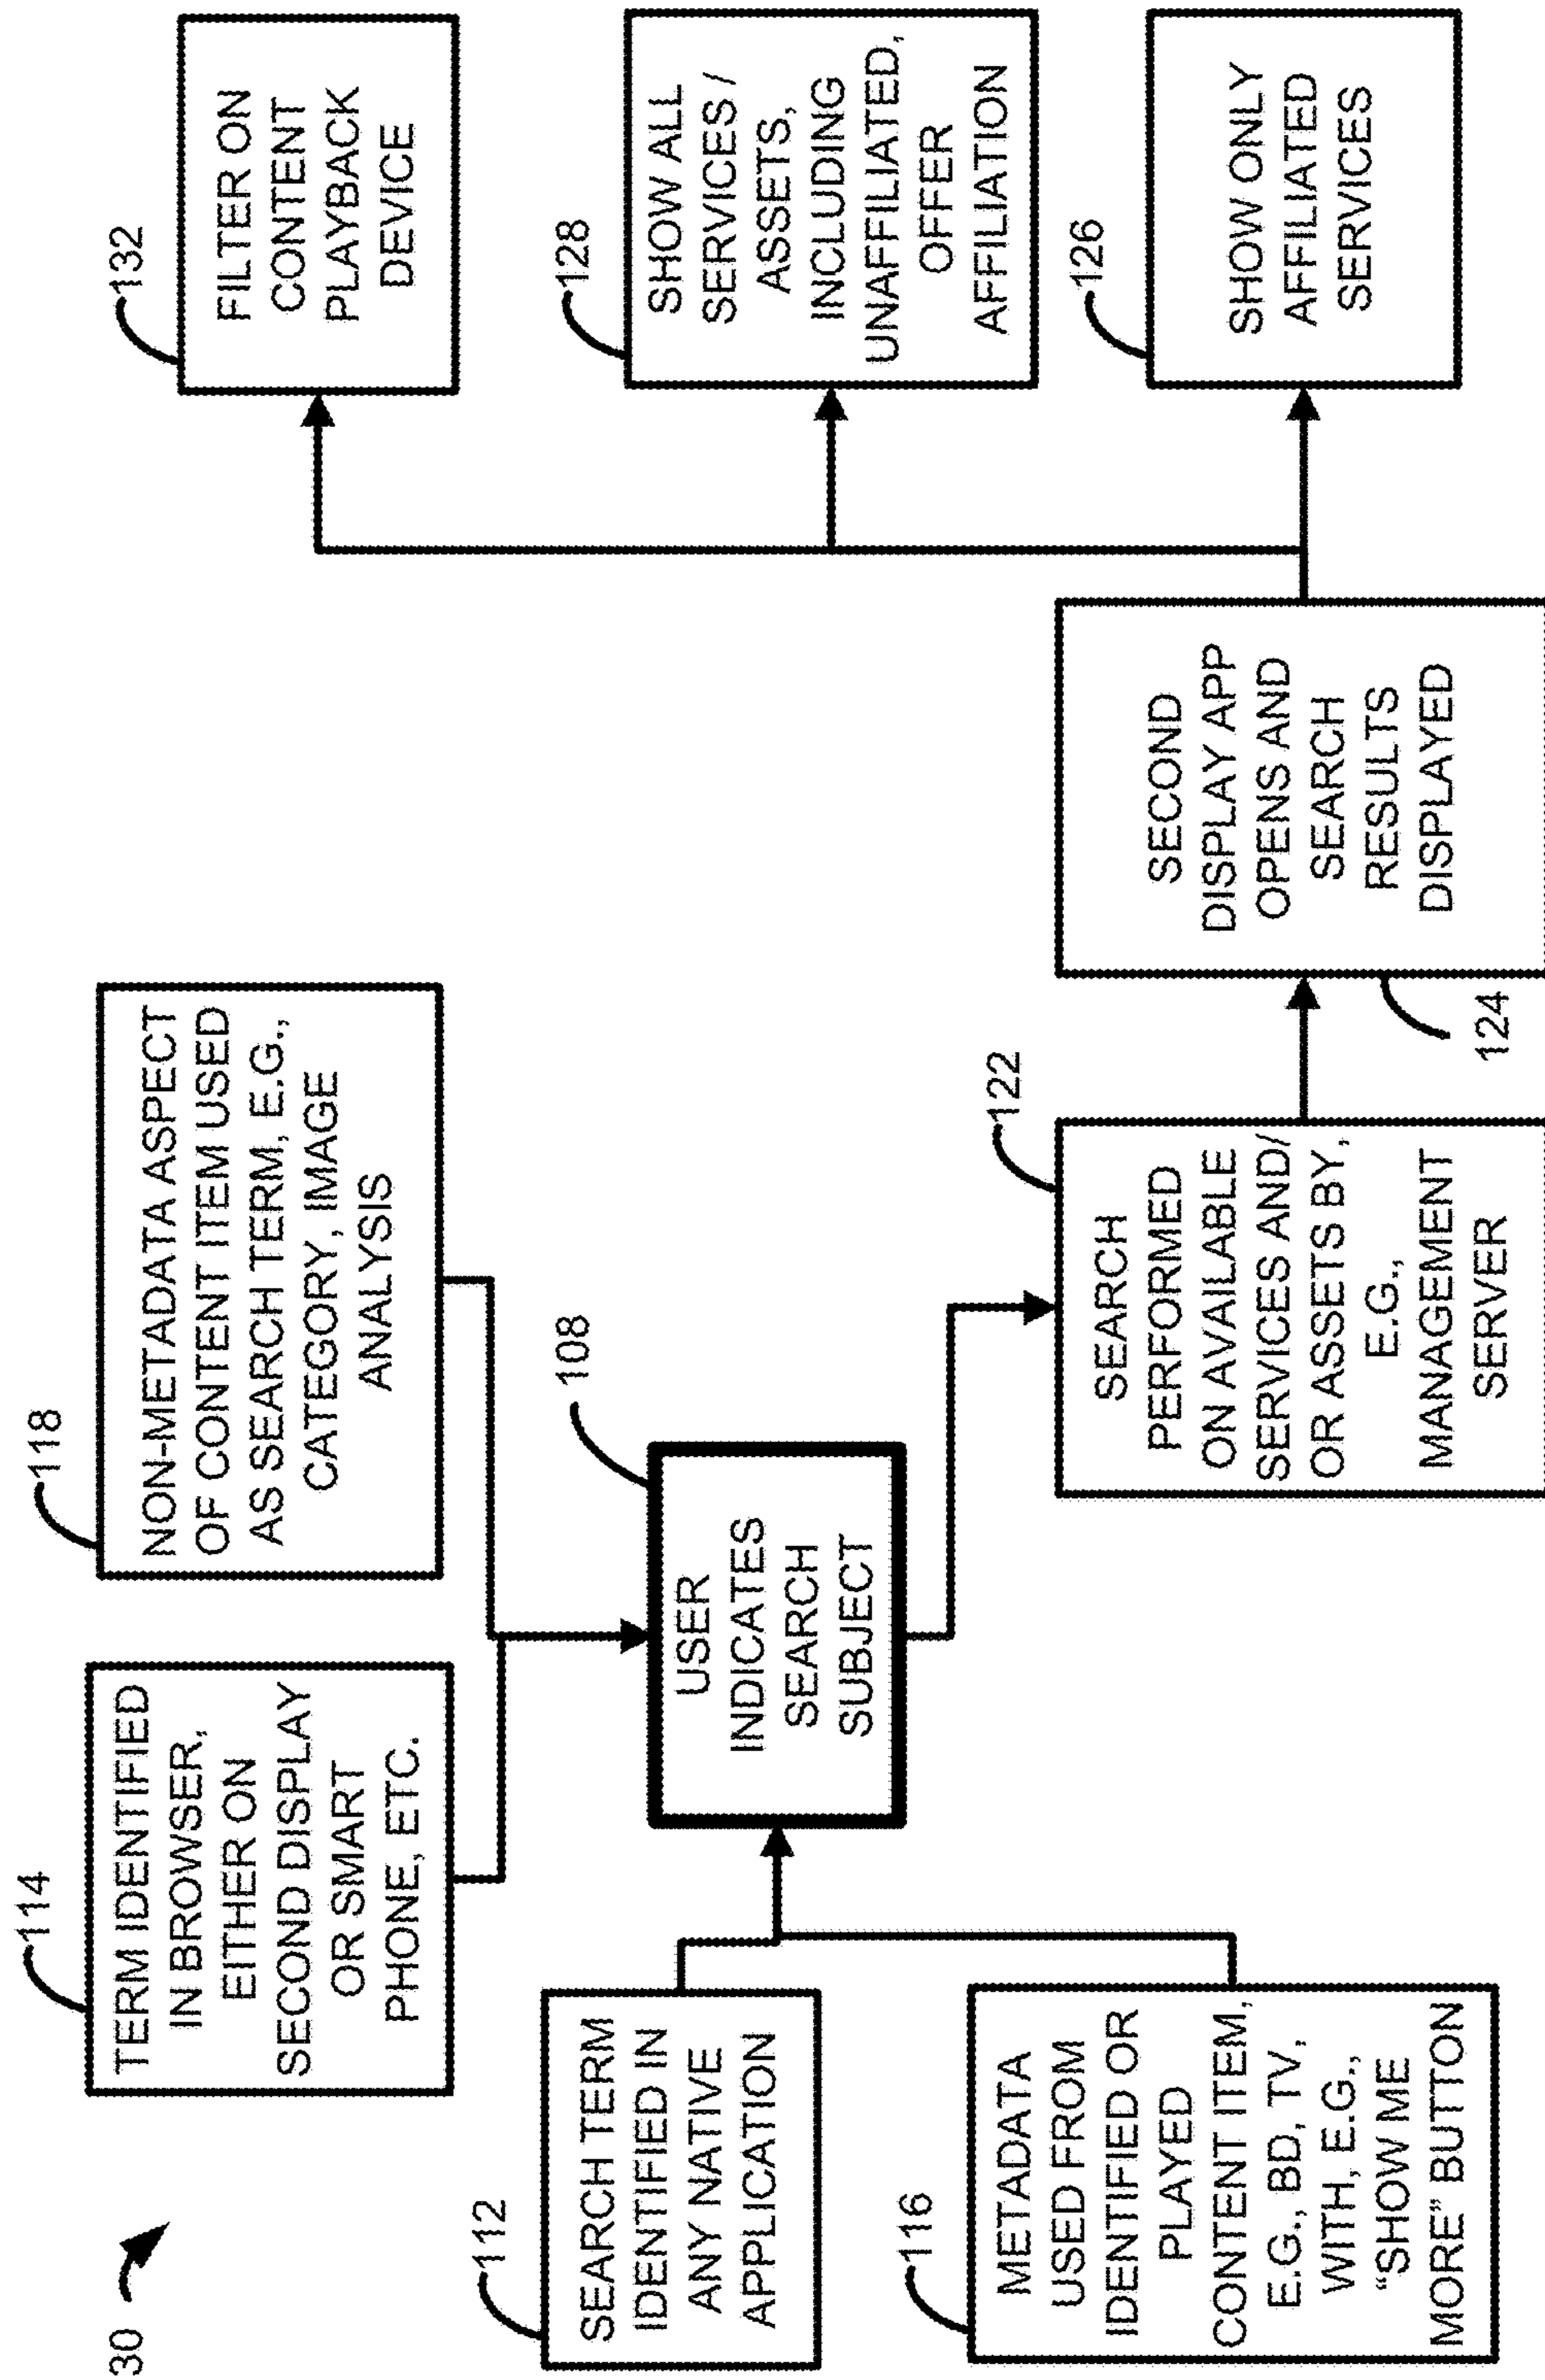 30
112
SEARCH TERM
IDENTIFIED IN
ANY NATIVE
APPLICATION
114
TERM IDENTIFIED
IN BROWSER,
EITHER ON
SECOND DISPLAY
OR SMART
PHONE, ETC.
116
METADATA
USED FROM
IDENTIFIED OR
PLAYED
CONTENT ITEM,
E.G., BD, TV,
WITH, E.G.,
“SHOW ME
MORE” BUTTON
118
NON-METADATA ASPECT
OF CONTENT ITEM USED
AS SEARCH TERM, E.G.,
CATEGORY, IMAGE
ANALYSIS
108
USER
INDICATES
SEARCH
SUBJECT
122
SEARCH
PERFORMED
ON AVAILABLE
SERVICES AND/
OR ASSETS BY,
E.G.,
MANAGEMENT
SERVER
124
SECOND
DISPLAY APP
OPENS AND
SEARCH
RESULTS
DISPLAYED
132
FILTER ON
CONTENT
PLAYBACK
DEVICE
128
SHOW ALL
SERVICES /
ASSETS,
INCLUDING
UNAFFILIATED,
OFFER
AFFILIATION
126
SHOW ONLY
AFFILIATED
SERVICES